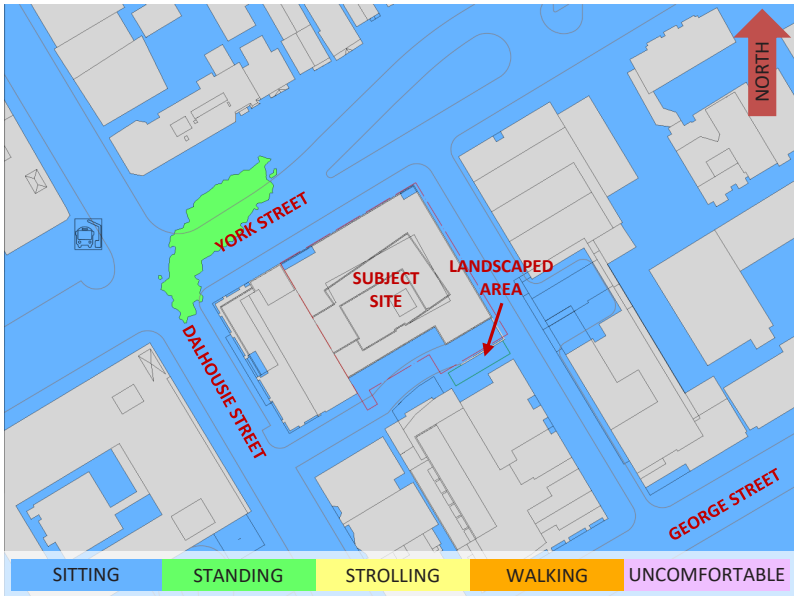 NORTH
YORK STREET
SUBJECT
SITE
LANDSCAPED
AREA
DALHOUSIE STREET
GEORGE STREET
SITTING
STANDING
STROLLING
WALKING
UNCOMFORTABLE